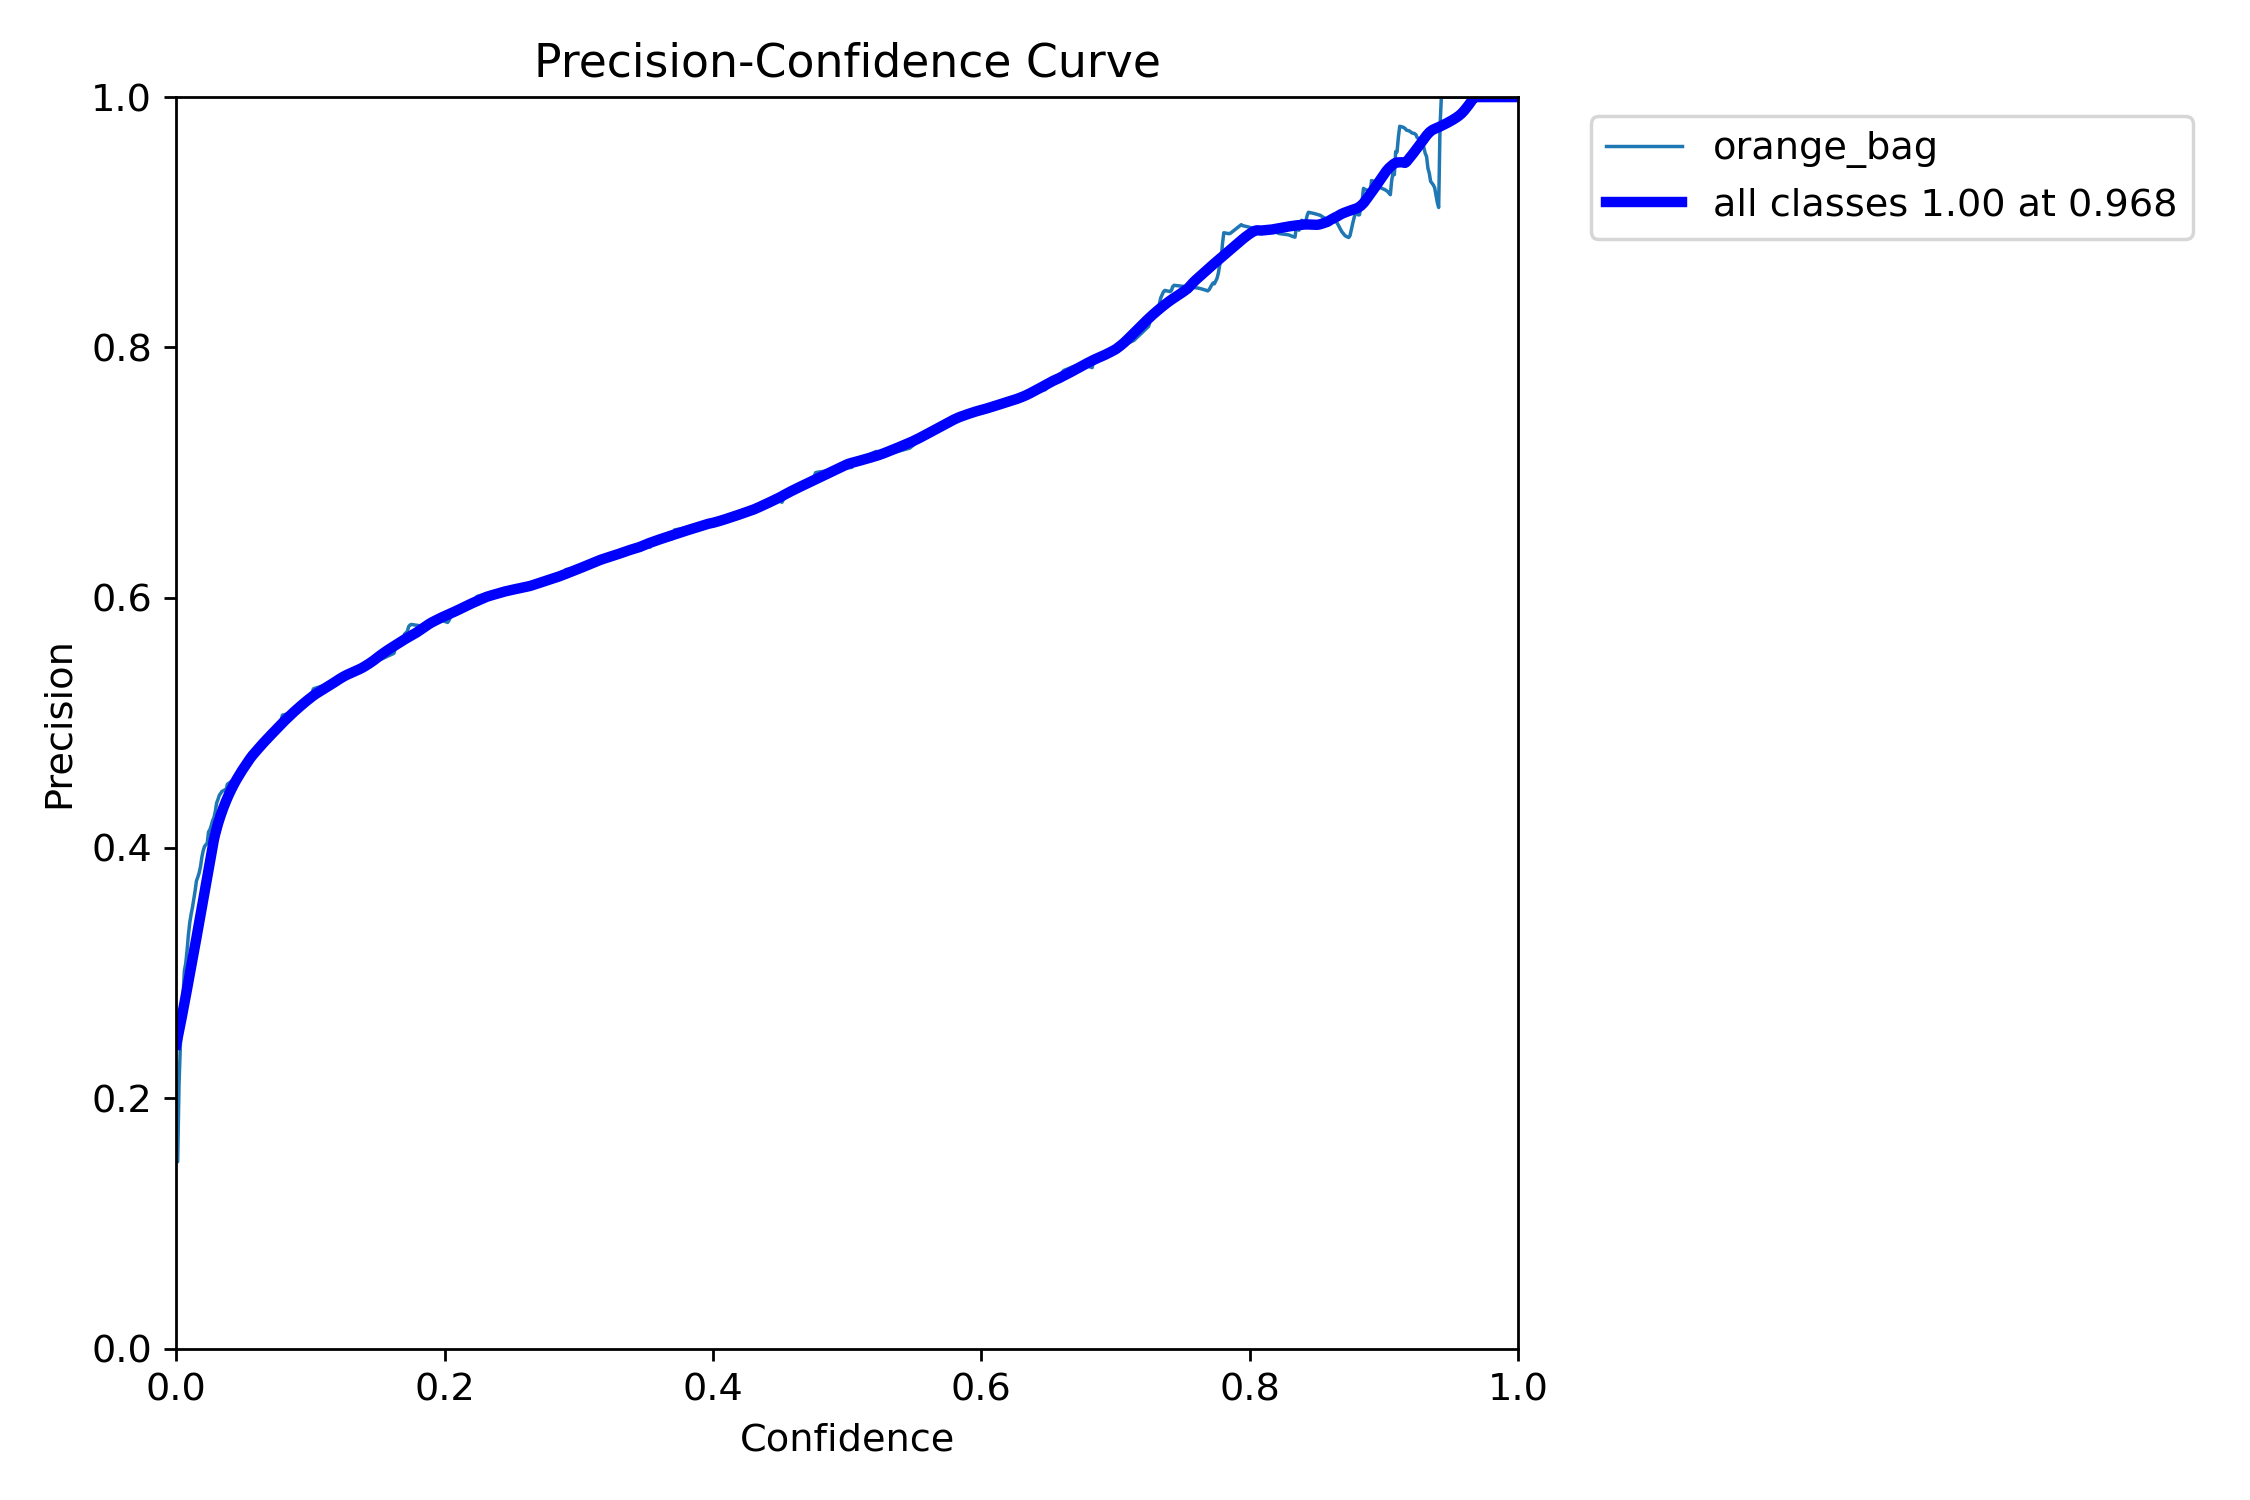 Precision-Confidence Curve
1.0
0.8
0.6
0.4
0.2
0.0
Precision
0.0 0.2 0.4 0.6 0.8 1.0
Confidence
orange_bag
all classes 1.00 at 0.968